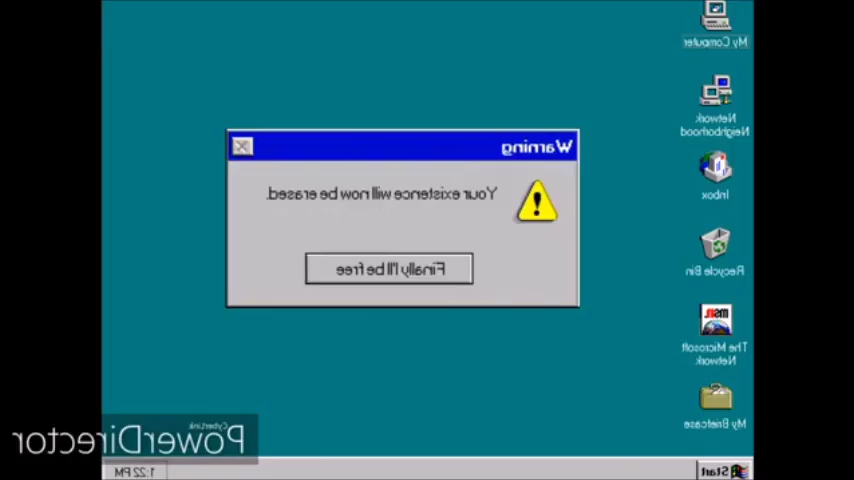 My Computer
Network
Neighborhood
Inbox
Recycle Bin
msn.
The Microsoft
Network
My Briefcase
Warning
Your existence will now be erased.
Finally I'll be free
CyberLink
PowerDirector
Start
1:22 PM